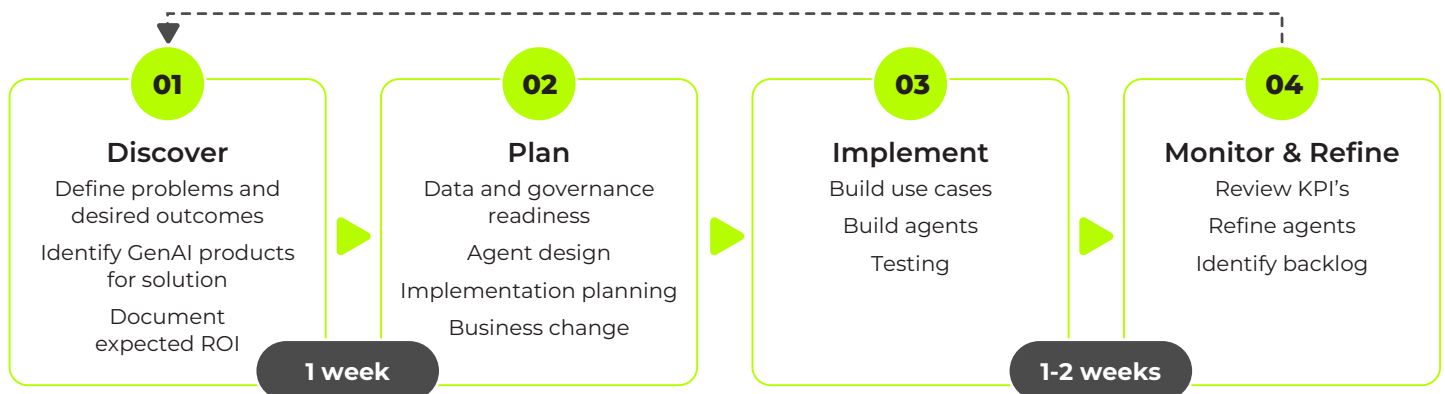 01
Discover
Define problems and
desired outcomes
Identify GenAI products
for solution
Document
expected ROI
02
Plan
Data and governance
readiness
Agent design
Implementation planning
Business change
1 week
03
Implement
Build use cases
Build agents
Testing
04
Monitor & Refine
Review KPI's
Refine agents
Identify backlog
1-2 weeks